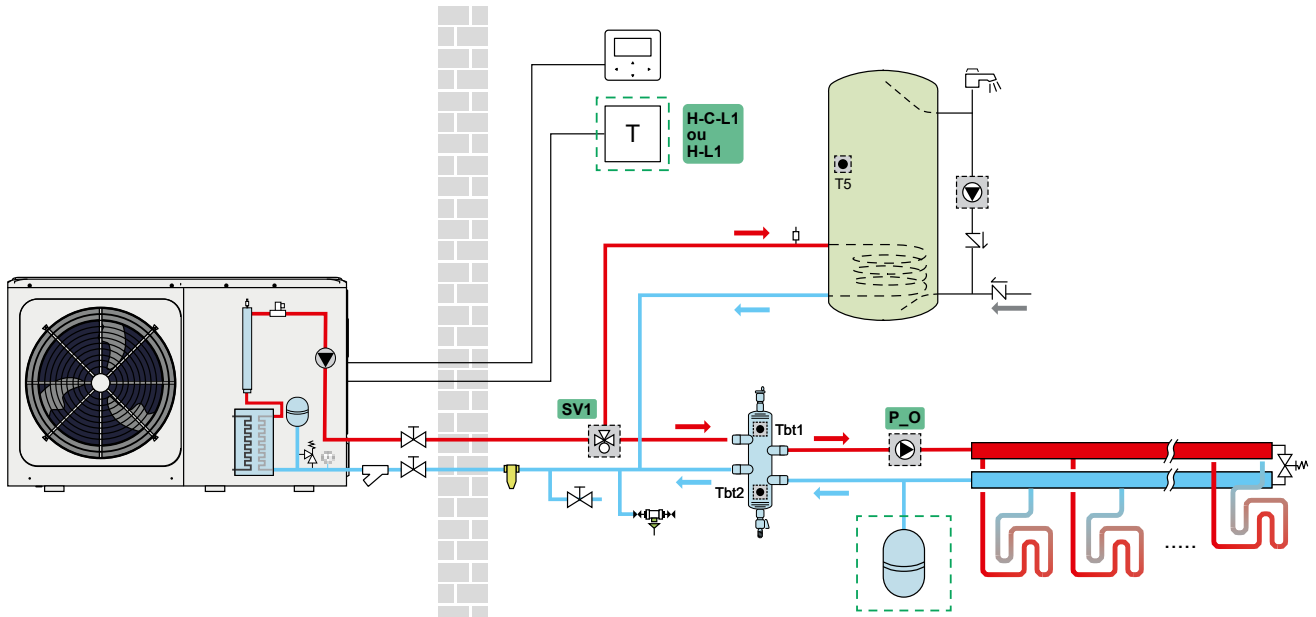 T
H-C-L1
ou
H-L1
T5
SV1
Tbt1
P_O
Tbt2
.....